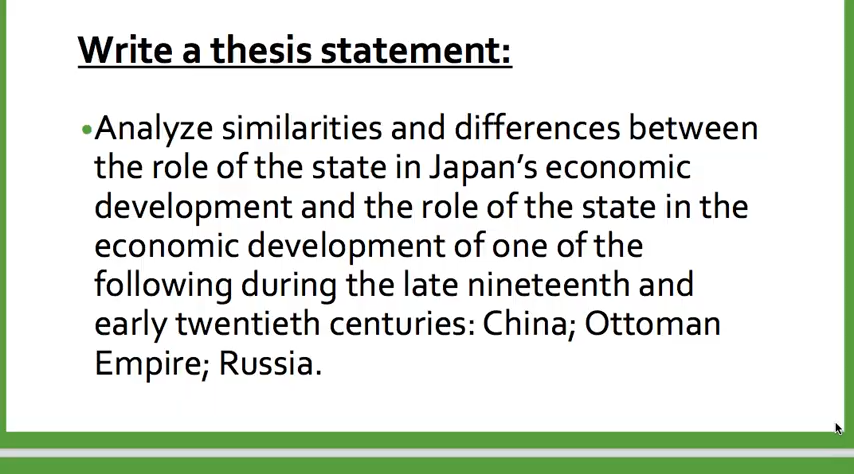 Write a thesis statement:
•Analyze similarities and differences between
the role of the state in Japan's economic
development and the role of the state in the
economic development of one of the
following during the late nineteenth and
early twentieth centuries: China; Ottoman
Empire; Russia.